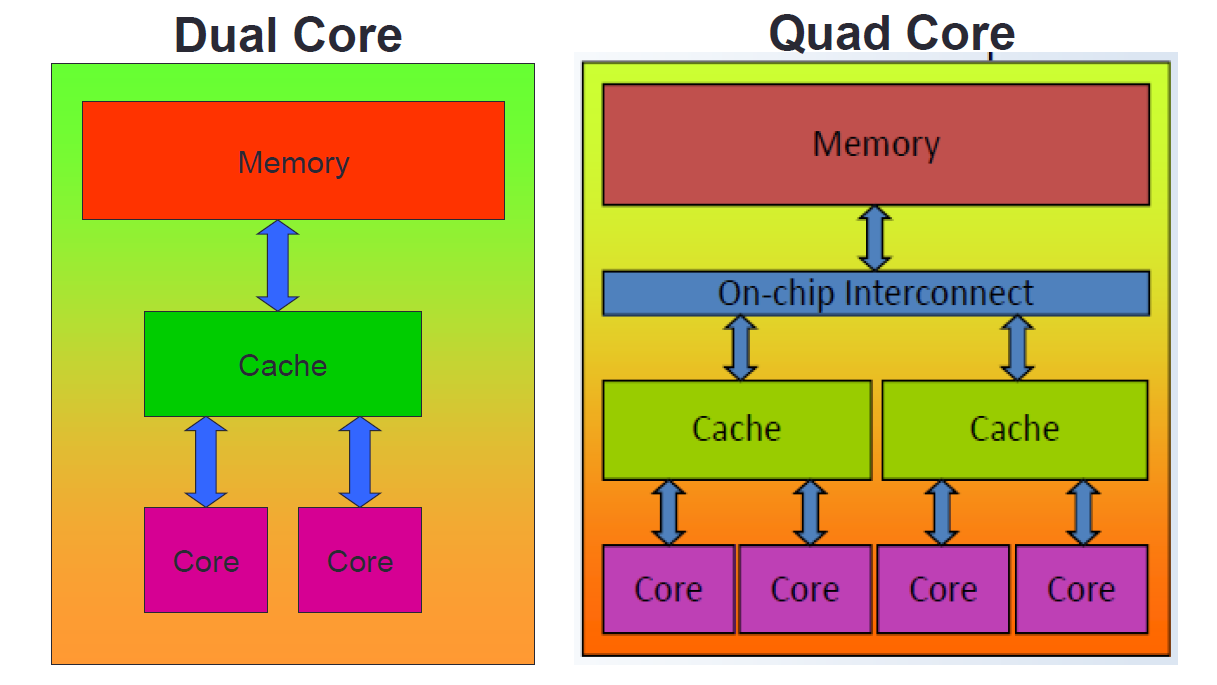 Dual Core
Memory
Cache
Core
Core
Quad Core
Memory
On-chip Interconnect
Cache
Cache
Core
Core
Core
Core